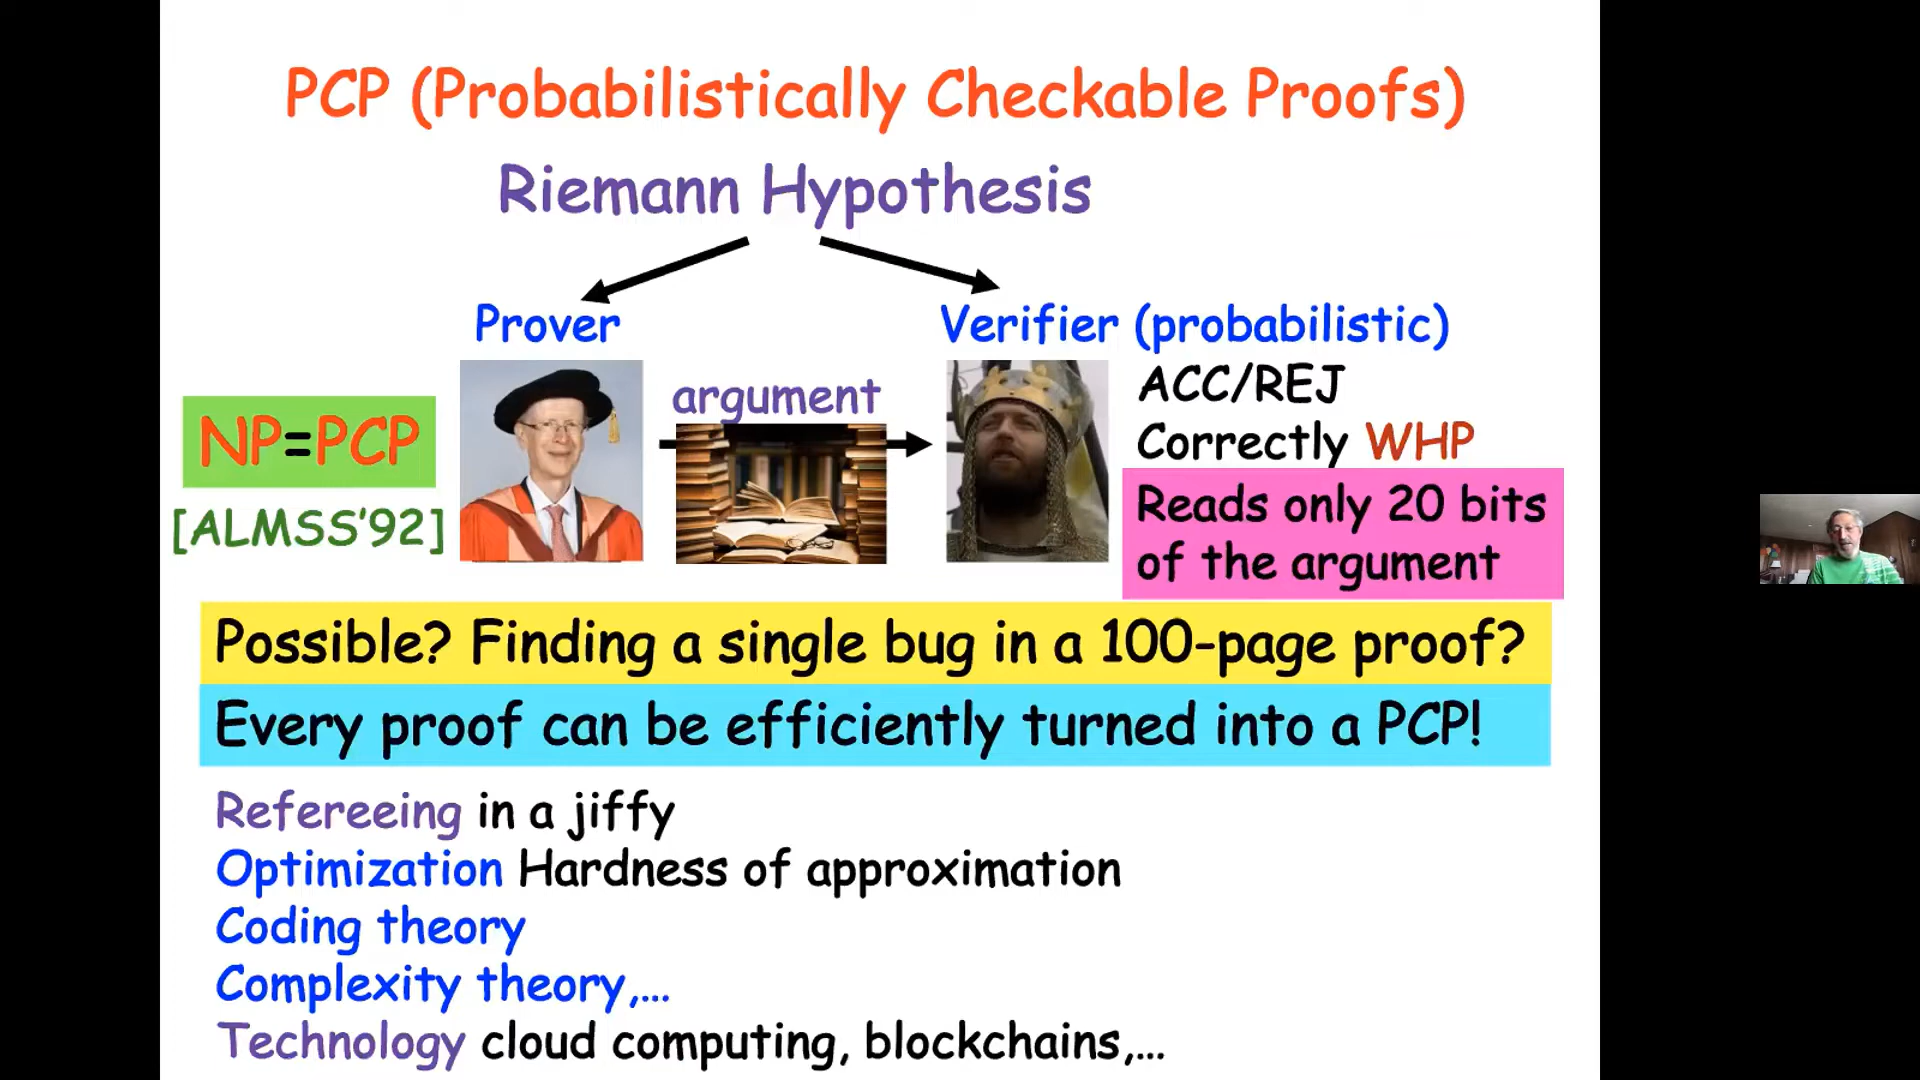 PCP (Probabilistically Checkable Proofs)
Riemann Hypothesis
Prover
Verifier (probabilistic)
argument
ACC/REJ
Correctly WHP
NP=PCP
[ALMSS'92]
Reads only 20 bits
of the argument
Possible? Finding a single bug in a 100-page proof?
Every proof can be efficiently turned into a PCP!
Refereeing in a jiffy
Optimization Hardness of approximation
Coding theory
Complexity theory,…
Technology cloud computing, blockchains,…